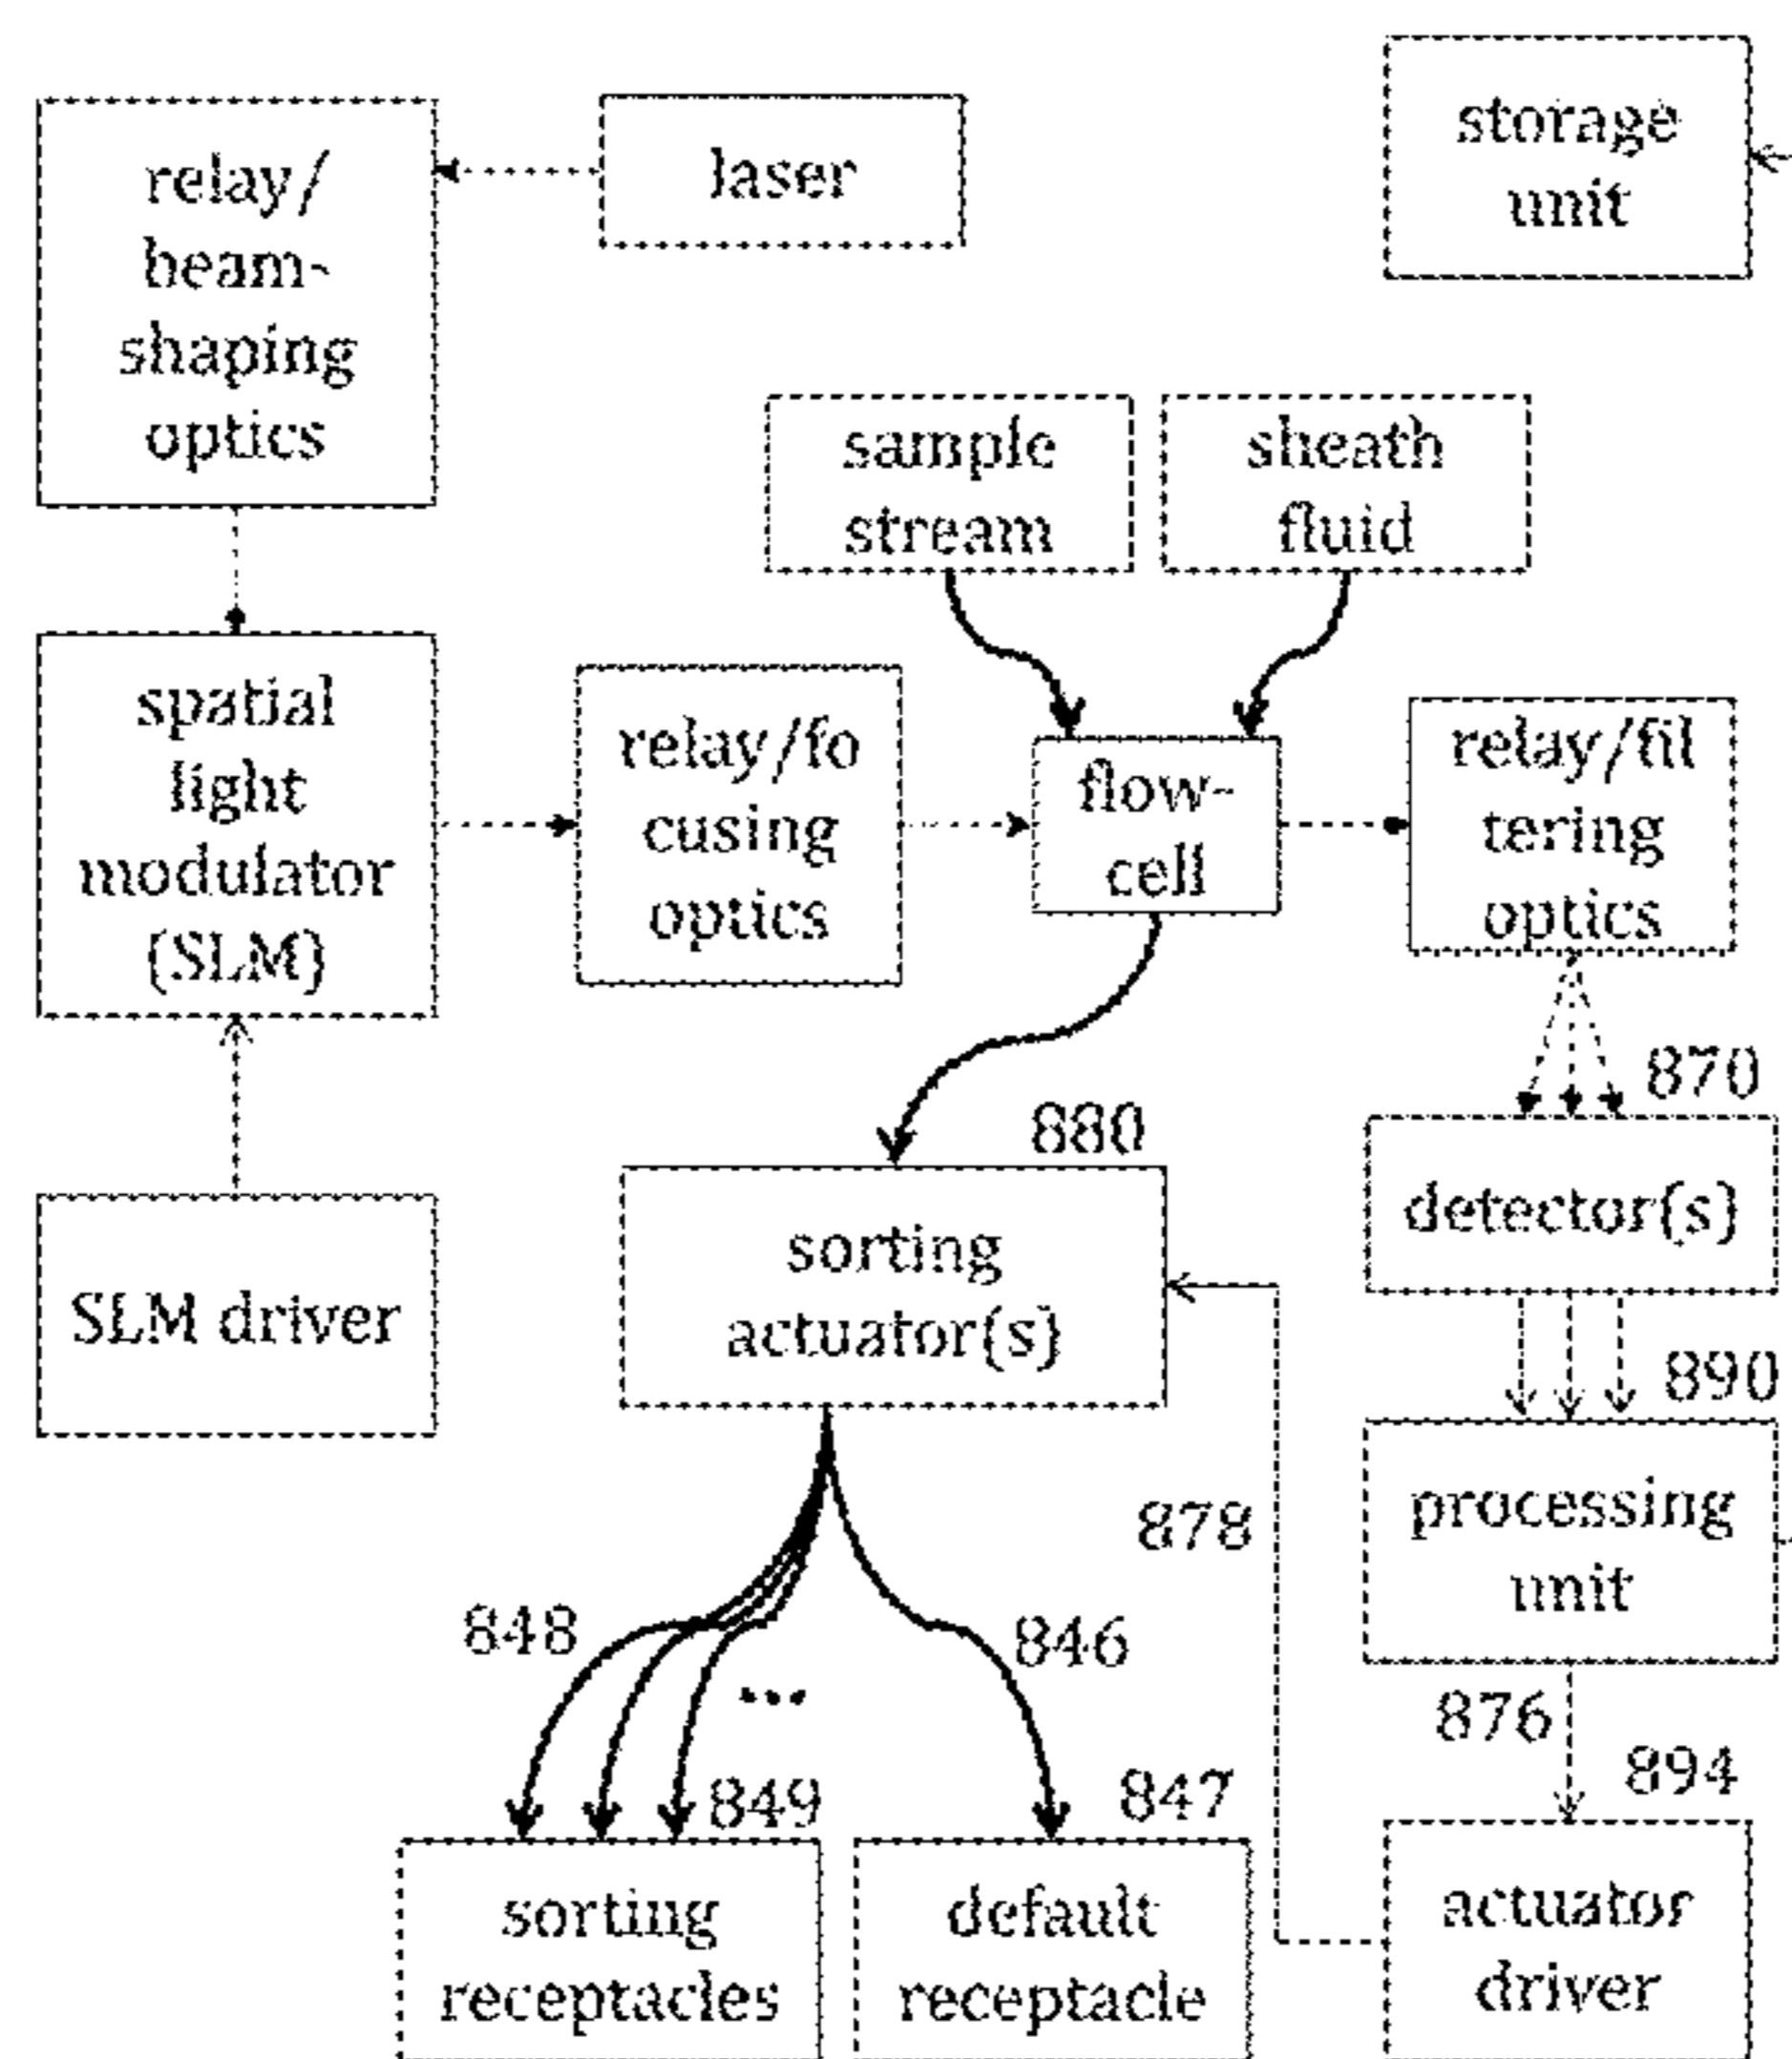 relay/
beam-
shaping
optics
laser
storage
unit
sample
stream
sheath
fluid
spatial
light
modulator
(SLM)
relay/fo
cusing
optics
flow-
cell
relay/fil
tering
optics
870
880
detector(s)
SLM driver
sorting
actuator(s)
890
processing
unit
878
848
846
876
894
849
847
sorting
receptacles
default
receptacle
actuator
driver